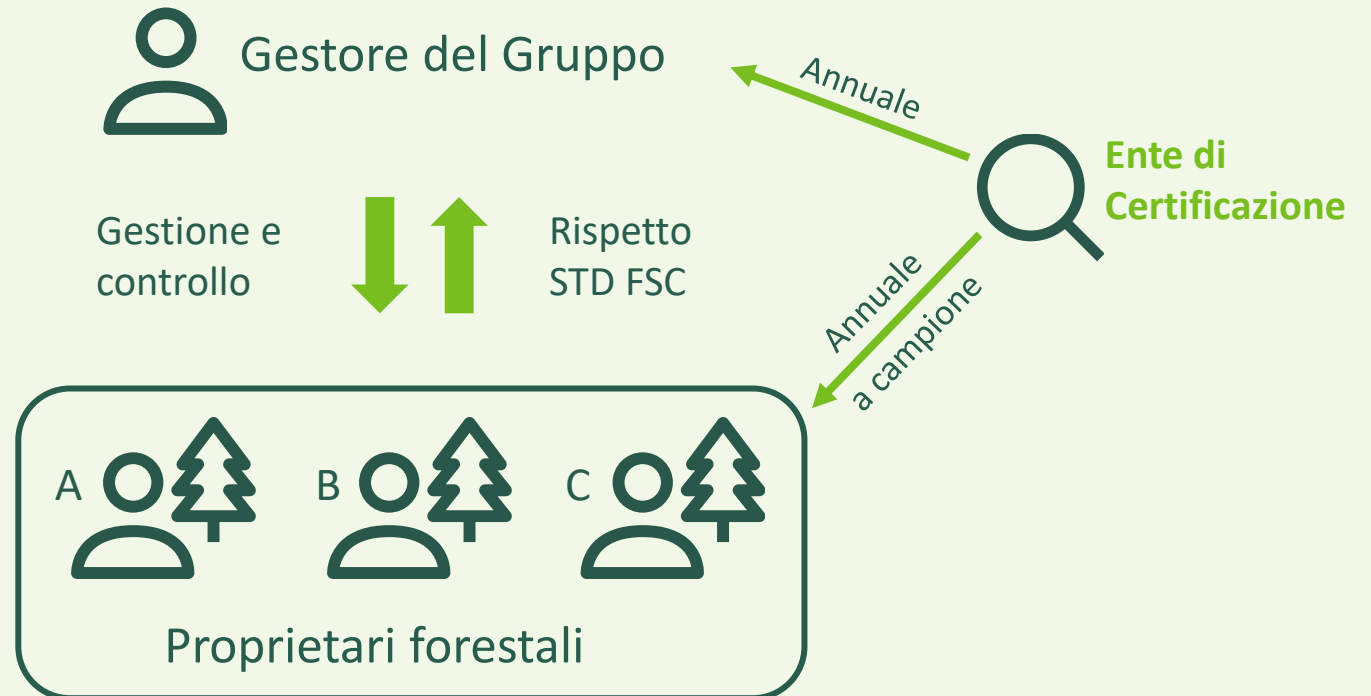 Gestore del Gruppo
Annuale
Ente di
Certificazione
Gestione e
controllo
Rispetto
STD FSC
Annuale
a campione
A
B
C
Proprietari forestali